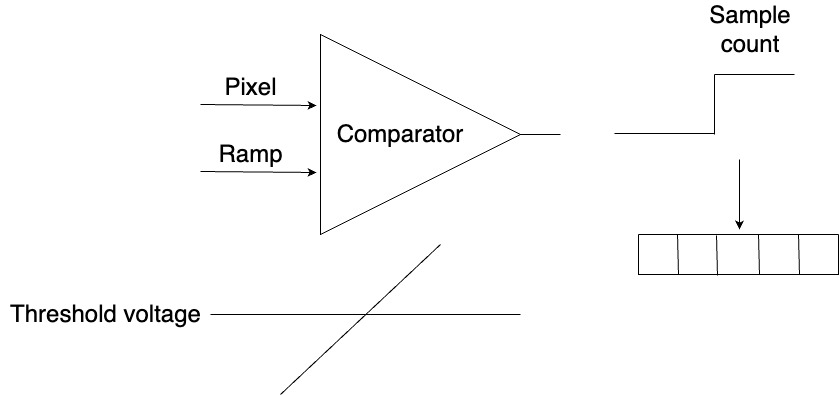 Sample
count
Pixel
Comparator
Ramp
Threshold voltage